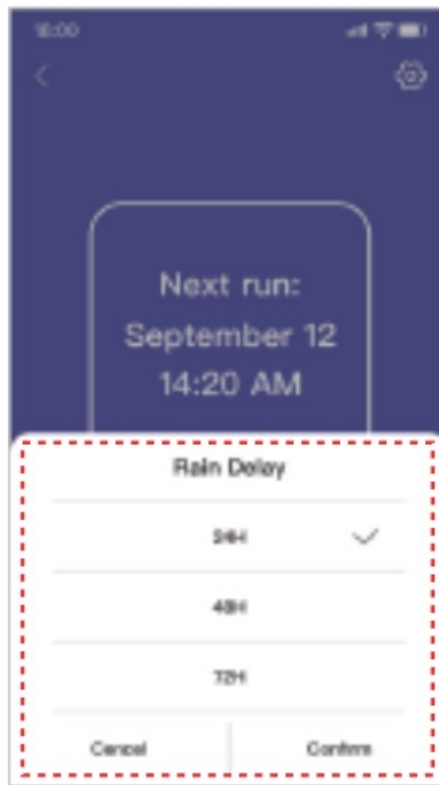 Next run:
September 12
14:20 AM
Rain Delay
24H
48H
72H
Cancel
Confirm